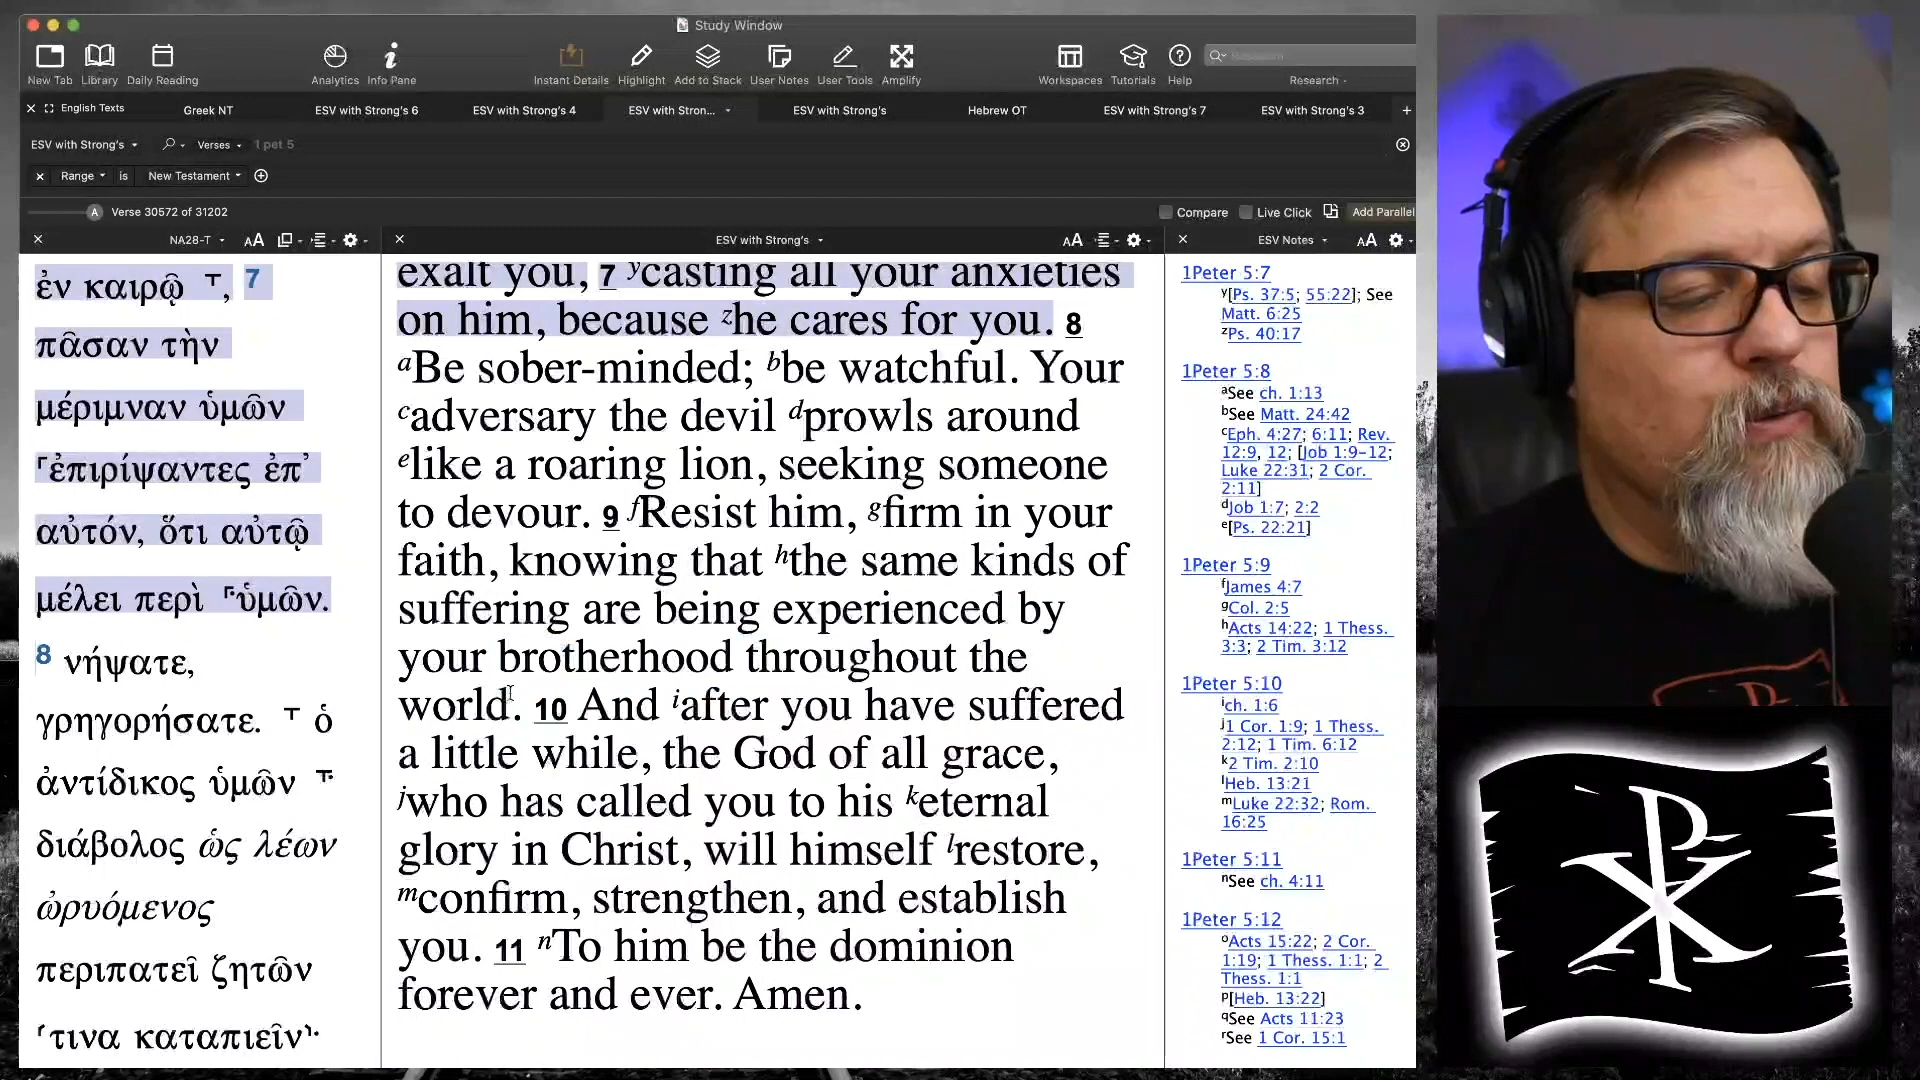 Study Window
New Tab Library Daily Reading Analytics Info Pane Instant Details Highlight Add to Stack User Notes User Tools Amplify Workspaces Tutorials Help Research
English Texts Greek NT ESV with Strong's 6 ESV with Strong's 4 ESV with Stron... ESV with Strong's Hebrew OT ESV with Strong's 7 ESV with Strong's 3 +
ESV with Strong's Verses 1 pet 5
Range is New Testament
A Verse 30572 of 31202 Compare Live Click Add Parallel
NA28-T AA ESV with Strong's AA ESV Notes AA
ἐν καιρῷ ⸆, 7
πᾶσαν τὴν
μέριμναν ὑμῶν
⸀ἐπιρίψαντες ἐπʼ
αὐτόν, ὅτι αὐτῷ
μέλει περὶ ⸁ὑμῶν.
8 νήψατε,
γρηγορήσατε. ⸆ ὁ
ἀντίδικος ὑμῶν ⸇
διάβολος ὡς λέων
ὠρυόμενος
περιπατεῖ ζητῶν
⸂τινα καταπιεῖν⸃·
exalt you, 7 ycasting all your anxieties
on him, because zhe cares for you. 8
aBe sober-minded; bbe watchful. Your
cadversary the devil dprowls around
elike a roaring lion, seeking someone
to devour. 9 fResist him, gfirm in your
faith, knowing that hthe same kinds of
suffering are being experienced by
your brotherhood throughout the
world. 10 And iafter you have suffered
a little while, the God of all grace,
jwho has called you to his keternal
glory in Christ, will himself lrestore,
mconfirm, strengthen, and establish
you. 11 nTo him be the dominion
forever and ever. Amen.
1Peter 5:7
y[Ps. 37:5; 55:22]; See
Matt. 6:25
zPs. 40:17
1Peter 5:8
aSee ch. 1:13
bSee Matt. 24:42
cEph. 4:27; 6:11; Rev.
12:9, 12; [Job 1:9–12;
Luke 22:31; 2 Cor.
2:11]
dJob 1:7; 2:2
e[Ps. 22:21]
1Peter 5:9
fJames 4:7
gCol. 2:5
hActs 14:22; 1 Thess.
3:3; 2 Tim. 3:12
1Peter 5:10
ich. 1:6
j1 Cor. 1:9; 1 Thess.
2:12; 1 Tim. 6:12
k2 Tim. 2:10
lHeb. 13:21
mLuke 22:32; Rom.
16:25
1Peter 5:11
nSee ch. 4:11
1Peter 5:12
oActs 15:22; 2 Cor.
1:19; 1 Thess. 1:1; 2
Thess. 1:1
p[Heb. 13:22]
qSee Acts 11:23
rSee 1 Cor. 15:1